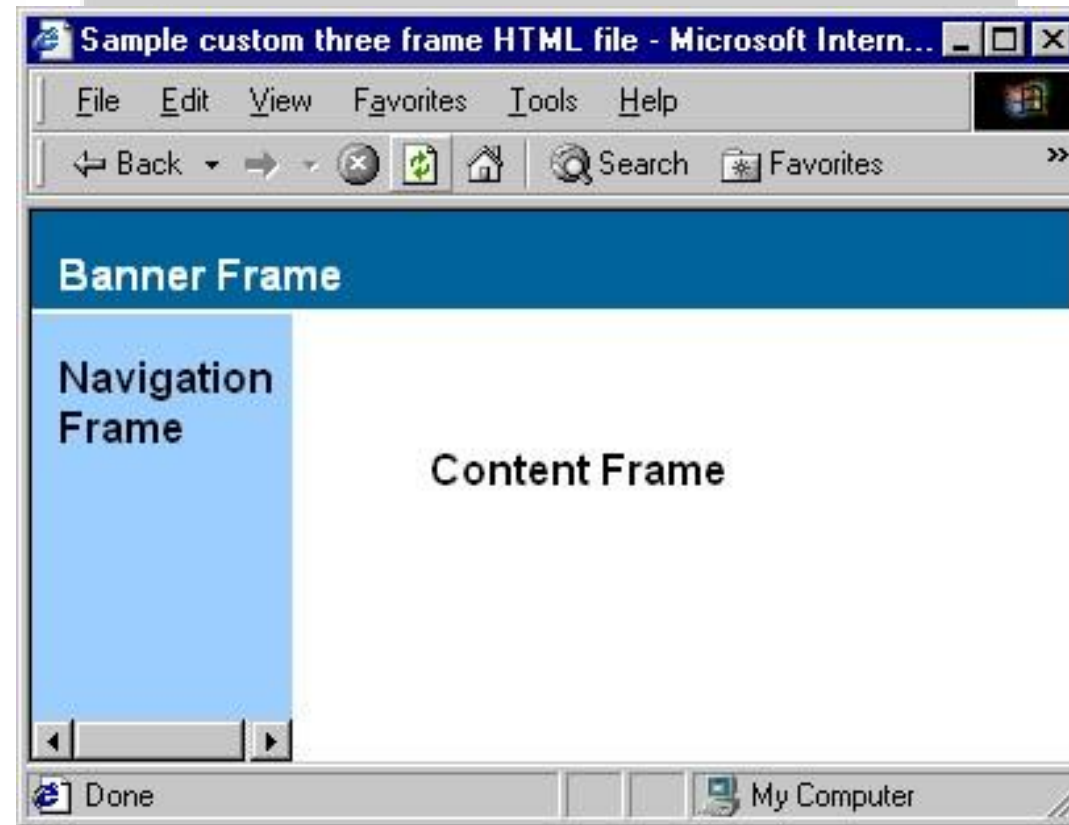 Sample custom three frame HTML file - Microsoft Intern...
File Edit View Favorites Tools Help
Back Search Favorites »
Banner Frame
Navigation
Frame
Content Frame
Done My Computer